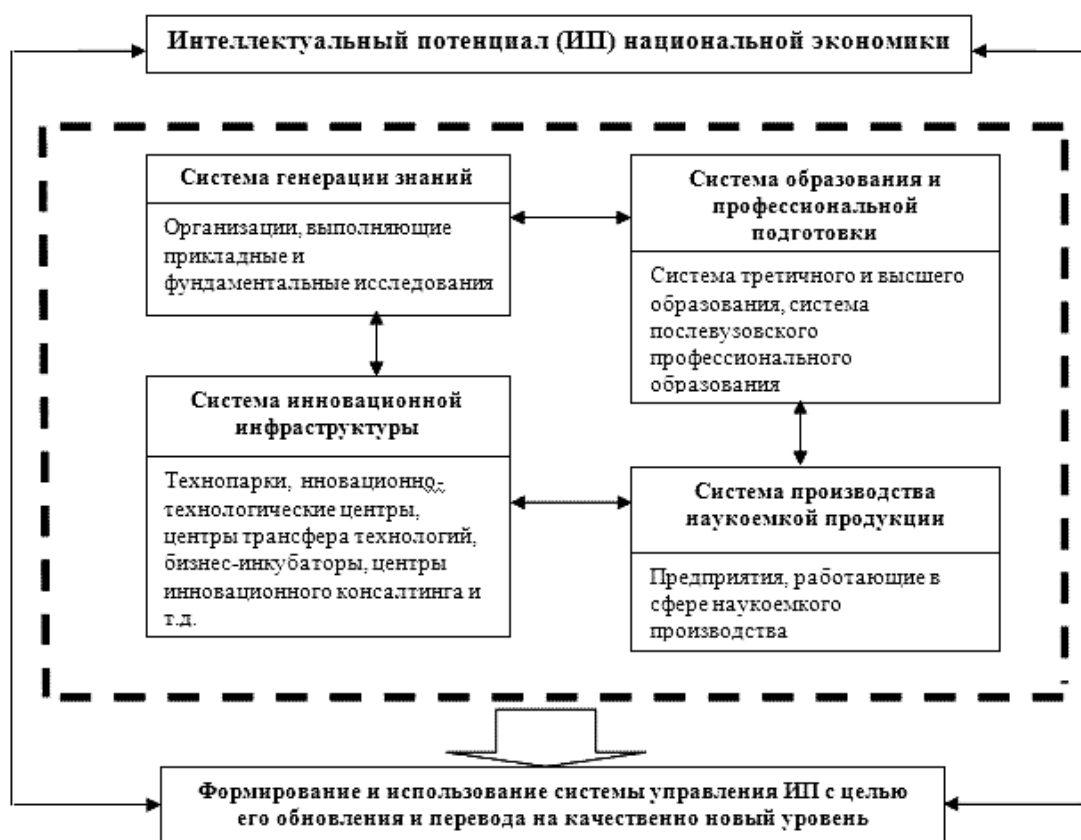 Интеллектуальный потенциал (ИП) национальной экономики
Система генерации знаний
Организации, выполняющие
прикладные и
фундаментальные исследования
Система образования и
профессиональной
подготовки
Система третичного и высшего
образования, система
послевузовского
профессионального
образования
Система инновационной
инфраструктуры
Технопарки, нновационно-
технологические центры,
центры трансфера технологий,
бизнес-инкубаторы, центры
инновационного консалтинга и
т.д.
Система производства
наукоемкой продукции
Предприятия, работающие в
сфере наукоемкого
производства
Формирование и использование системы управления ИП с целью
его обновления и перевода на качественно новый уровень